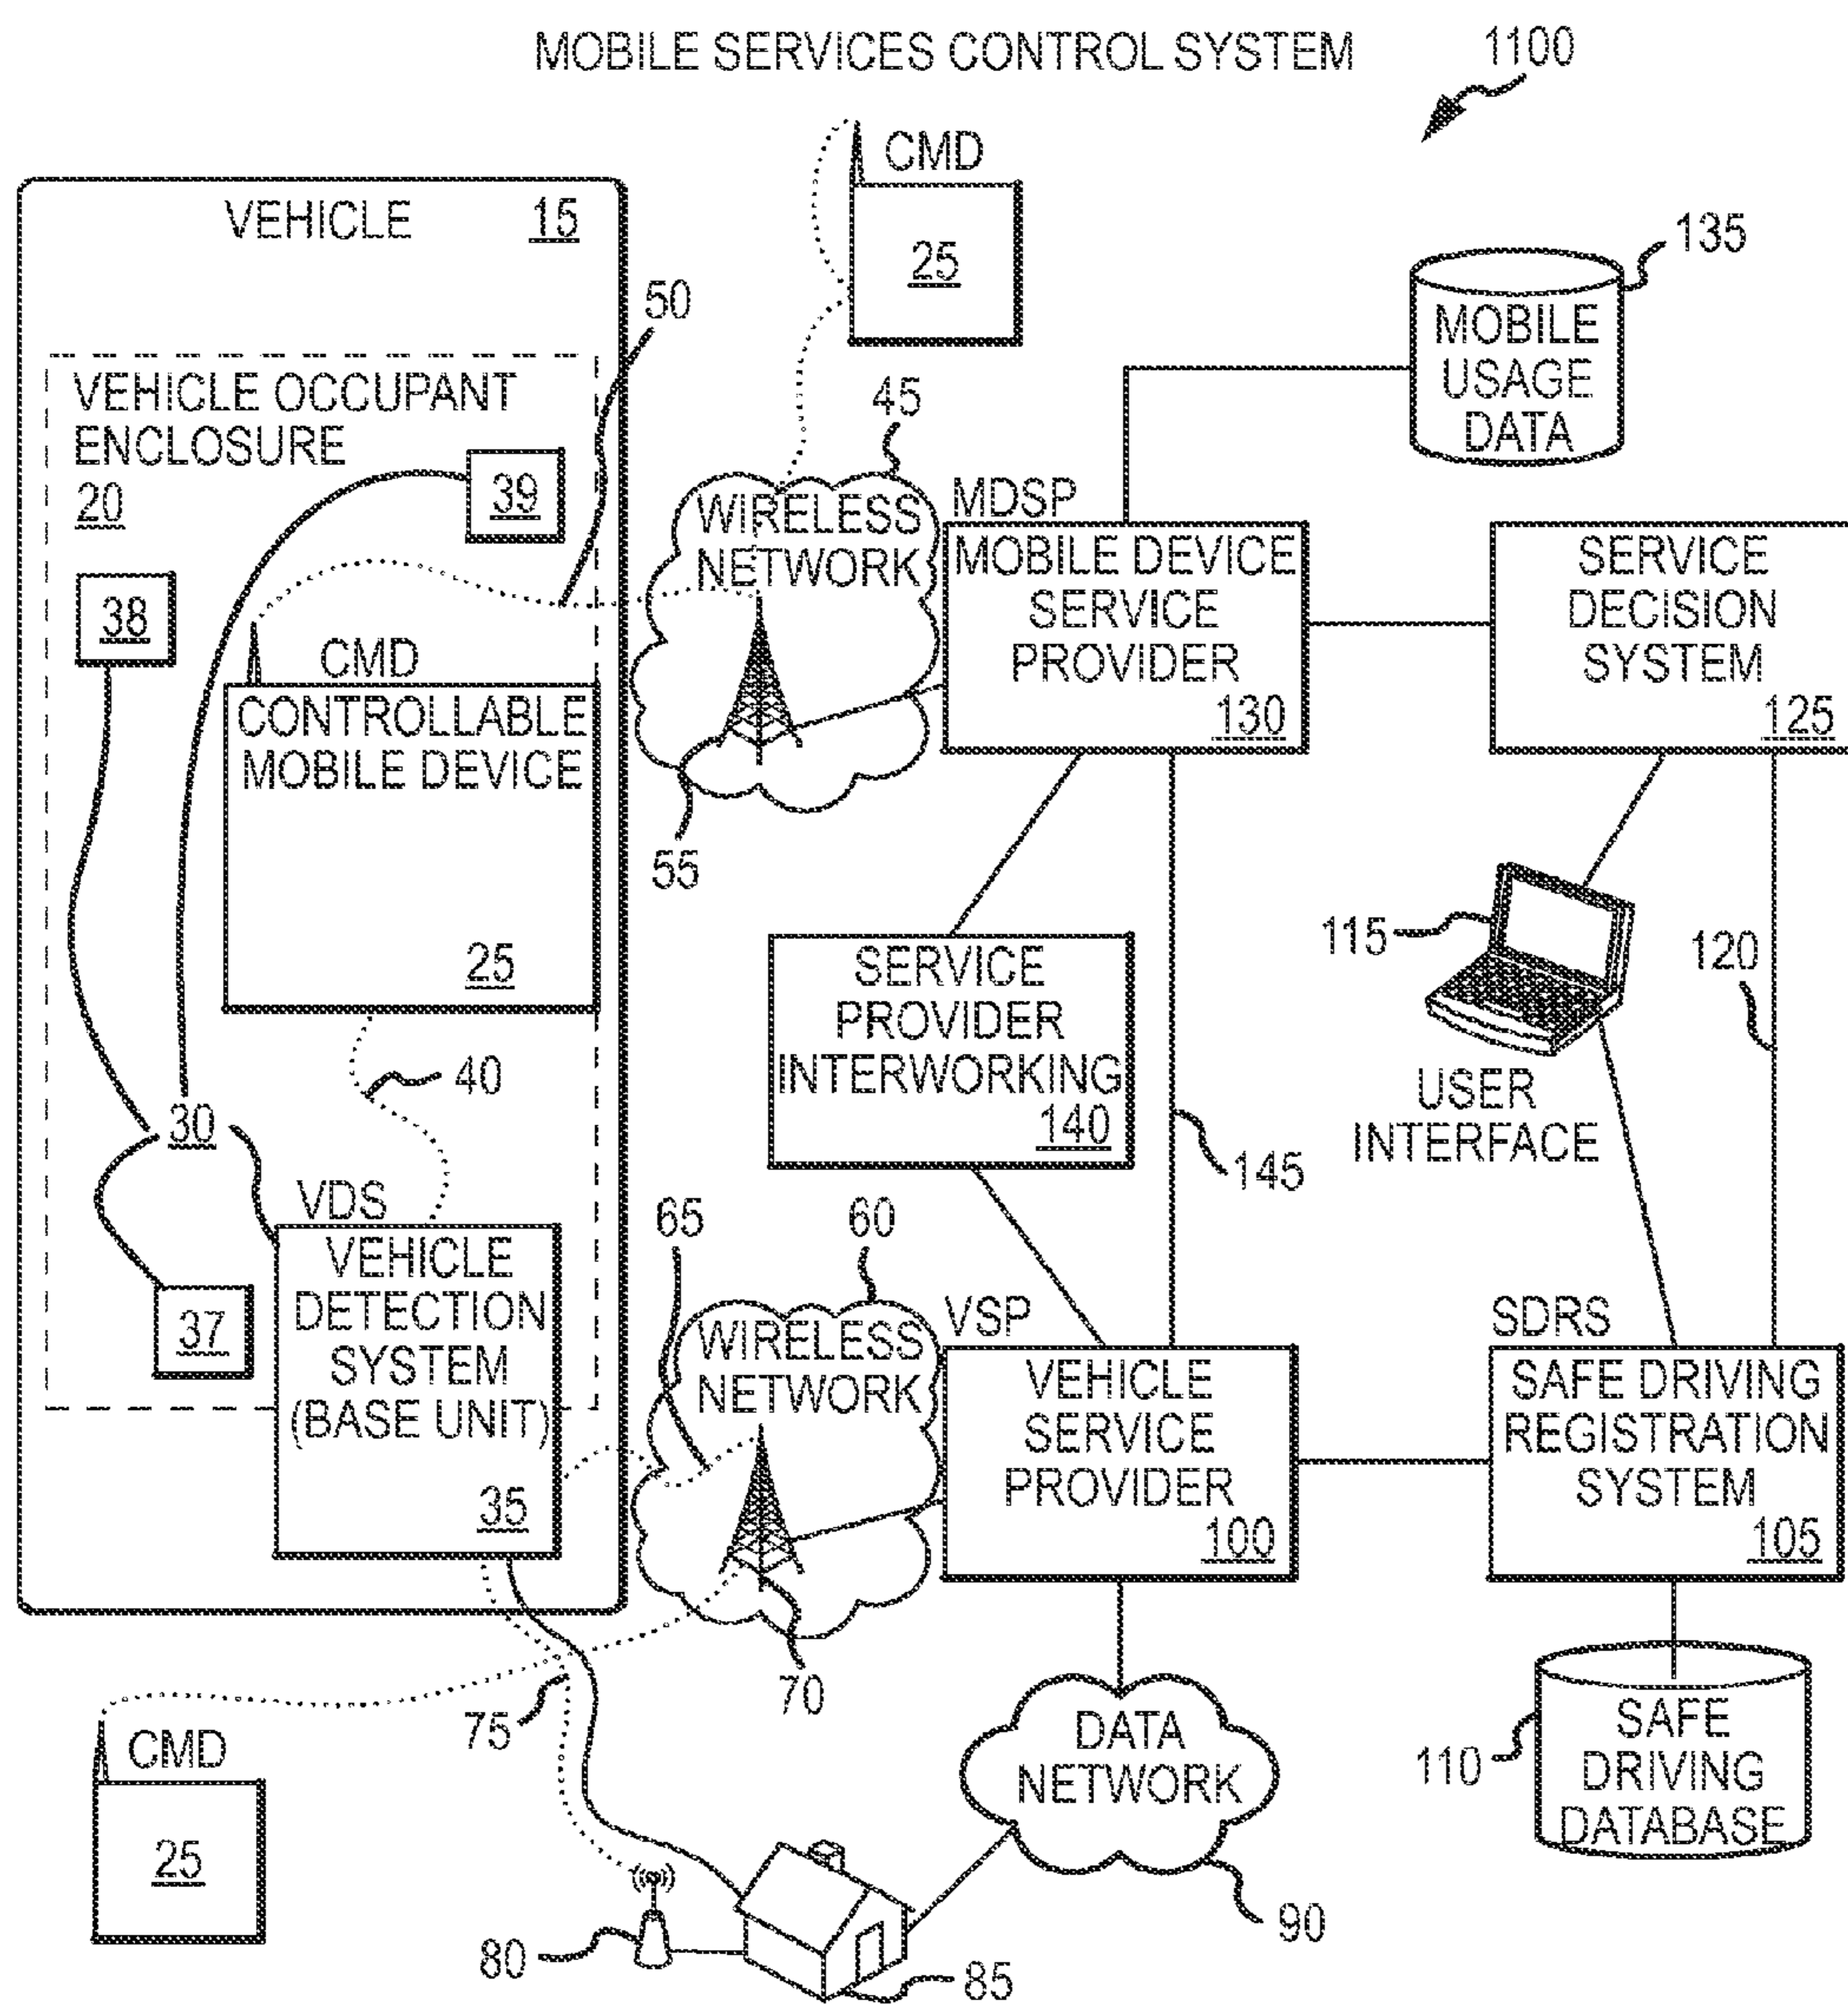 MOBILE SERVICES CONTROL SYSTEM
1100
CMD
25
VEHICLE 15
135
MOBILE
USAGE
DATA
50
VEHICLE OCCUPANT
ENCLOSURE
20
39
38
45
WIRELESS
NETWORK
55
CMD
CONTROLLABLE
MOBILE DEVICE
25
MDSP
MOBILE DEVICE
SERVICE
PROVIDER
130
SERVICE
DECISION
SYSTEM
125
115
USER
INTERFACE
120
SERVICE
PROVIDER
INTERWORKING
140
145
40
30
37
VDS
VEHICLE
DETECTION
SYSTEM
(BASE UNIT)
35
65
60
WIRELESS
NETWORK
70
VSP
VEHICLE
SERVICE
PROVIDER
100
SDRS
SAFE DRIVING
REGISTRATION
SYSTEM
105
75
CMD
25
DATA
NETWORK
90
110
SAFE
DRIVING
DATABASE
80
85